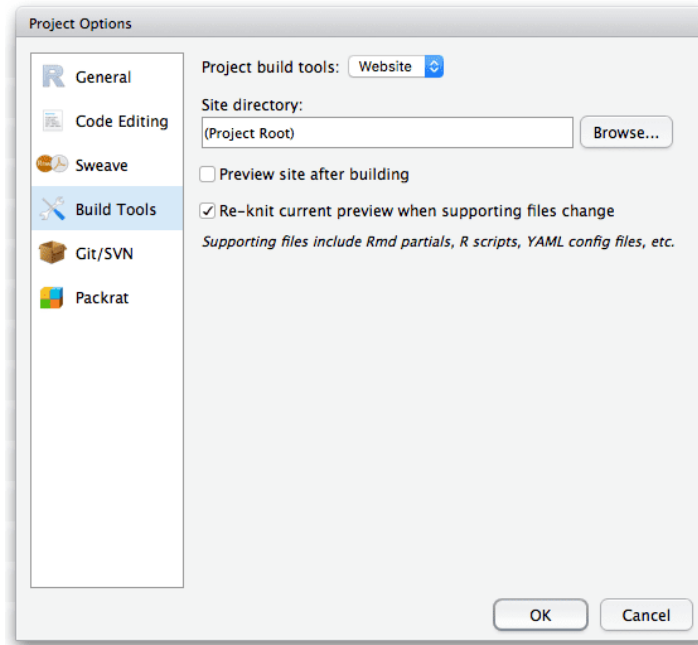 Project Options
General
Code Editing
Sweave
Build Tools
Git/SVN
Packrat
Project build tools: Website
Site directory:
(Project Root)
Browse...
Preview site after building
Re-knit current preview when supporting files change
Supporting files include Rmd partials, R scripts, YAML config files, etc.
OK
Cancel